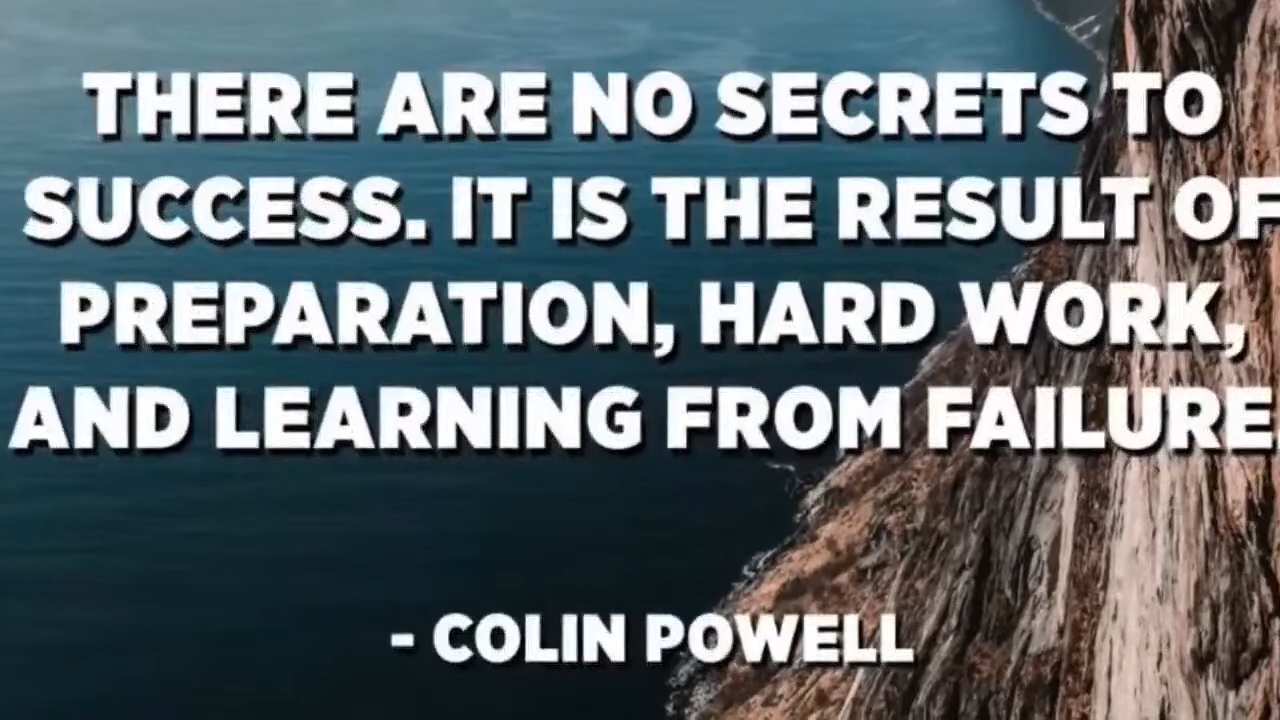 THERE ARE NO SECRETS TO
SUCCESS. IT IS THE RESULT OF
PREPARATION, HARD WORK,
AND LEARNING FROM FAILURE
- COLIN POWELL